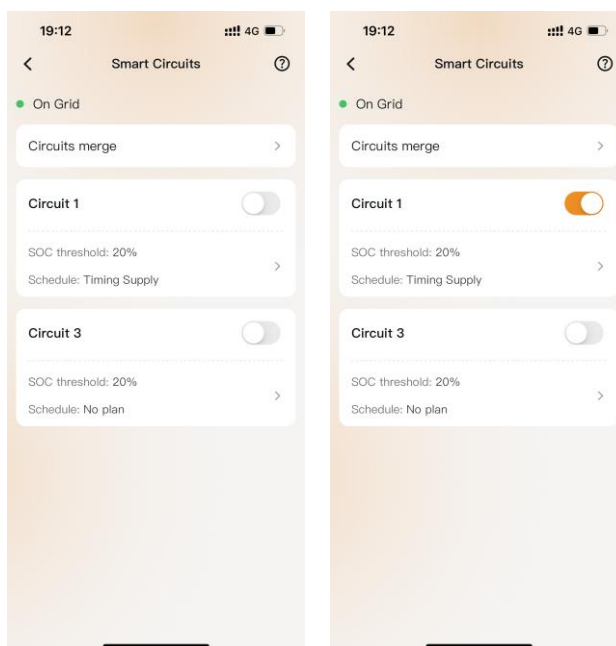 19:12 4G
Smart Circuits
On Grid
Circuits merge
Circuit 1
SOC threshold: 20%
Schedule: Timing Supply
Circuit 3
SOC threshold: 20%
Schedule: No plan
19:12 4G
Smart Circuits
On Grid
Circuits merge
Circuit 1
SOC threshold: 20%
Schedule: Timing Supply
Circuit 3
SOC threshold: 20%
Schedule: No plan